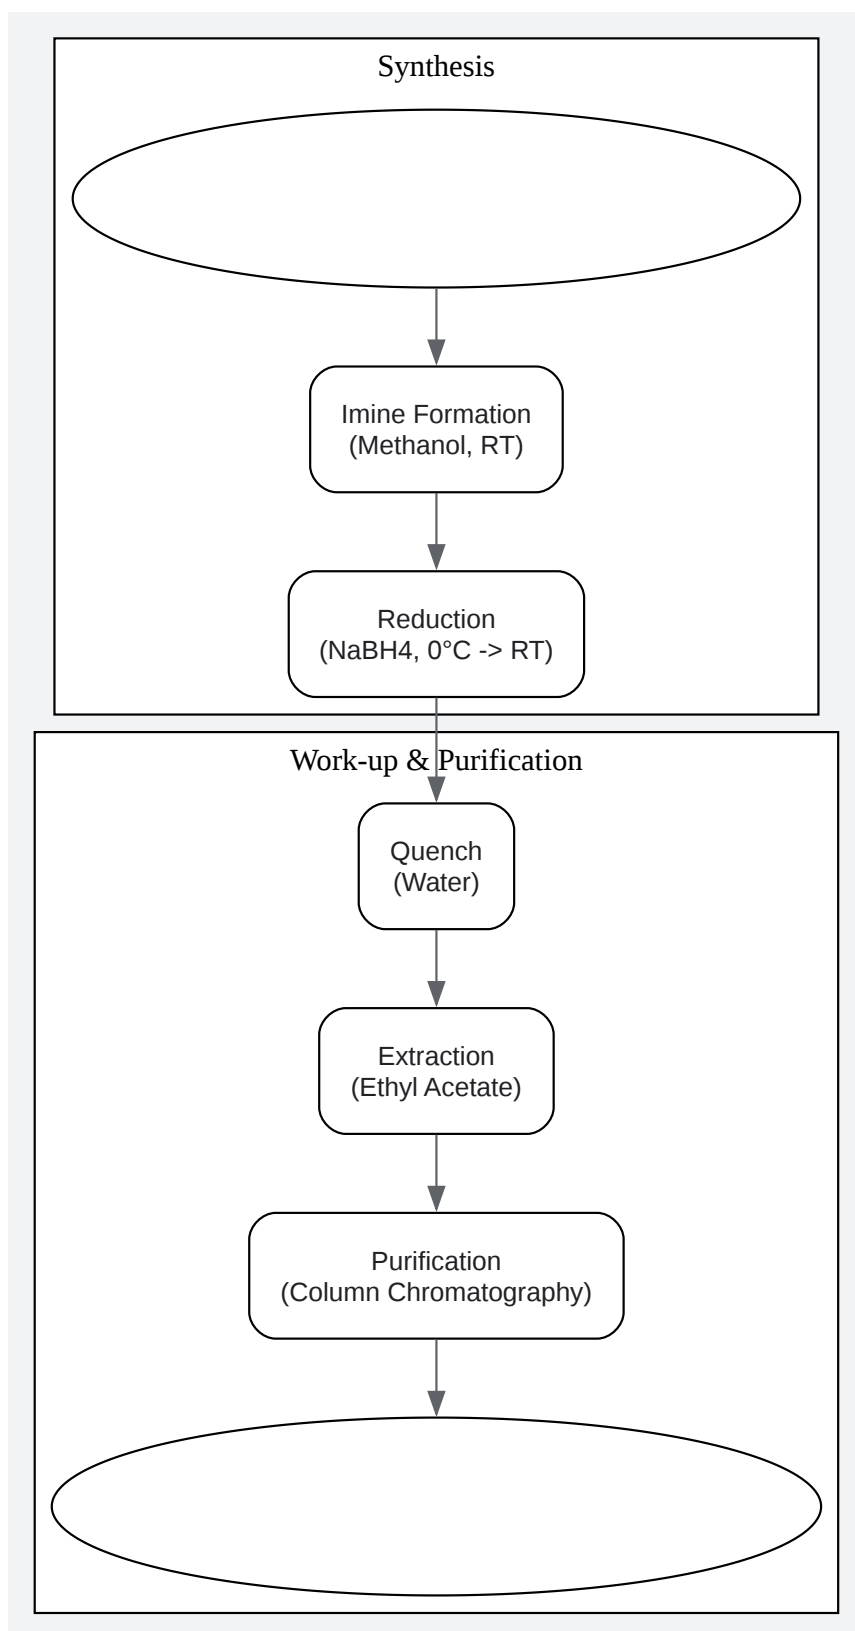 Synthesis
Imine Formation
(Methanol, RT)
Reduction
(NaBH4, 0°C -> RT)
Work-up & Purification
Quench
(Water)
Extraction
(Ethyl Acetate)
Purification
(Column Chromatography)